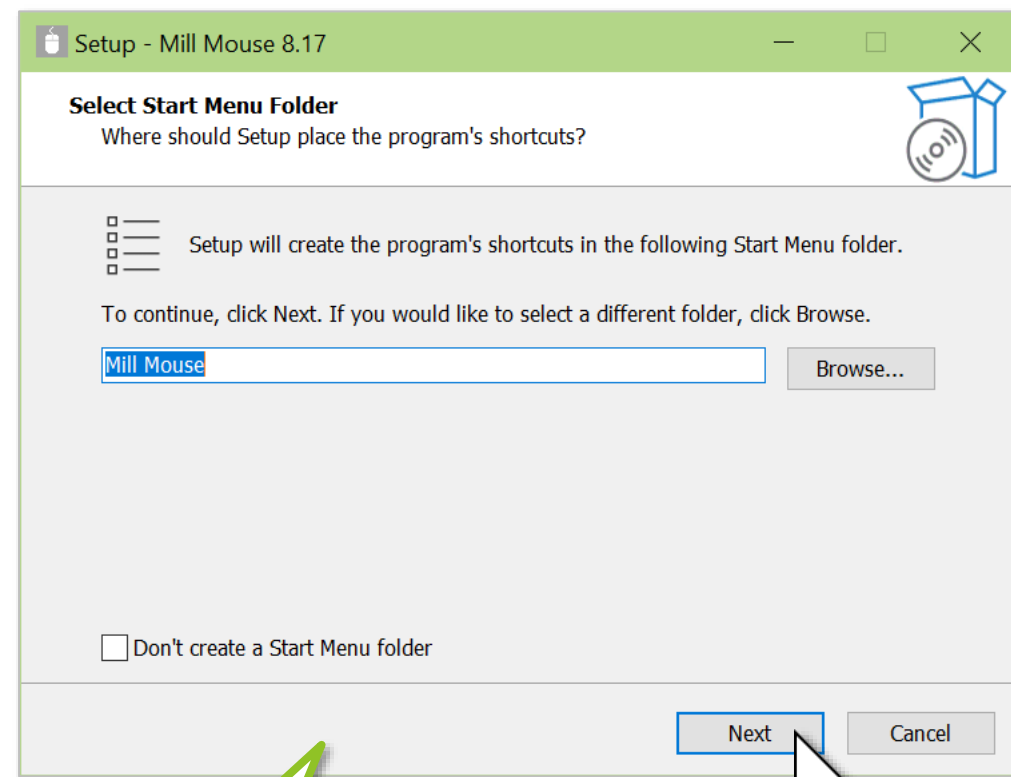 Setup - Mill Mouse 8.17
Select Start Menu Folder
Where should Setup place the program's shortcuts?
Setup will create the program's shortcuts in the following Start Menu folder.
To continue, click Next. If you would like to select a different folder, click Browse.
Mill Mouse
Browse...
Don't create a Start Menu folder
Next
Cancel